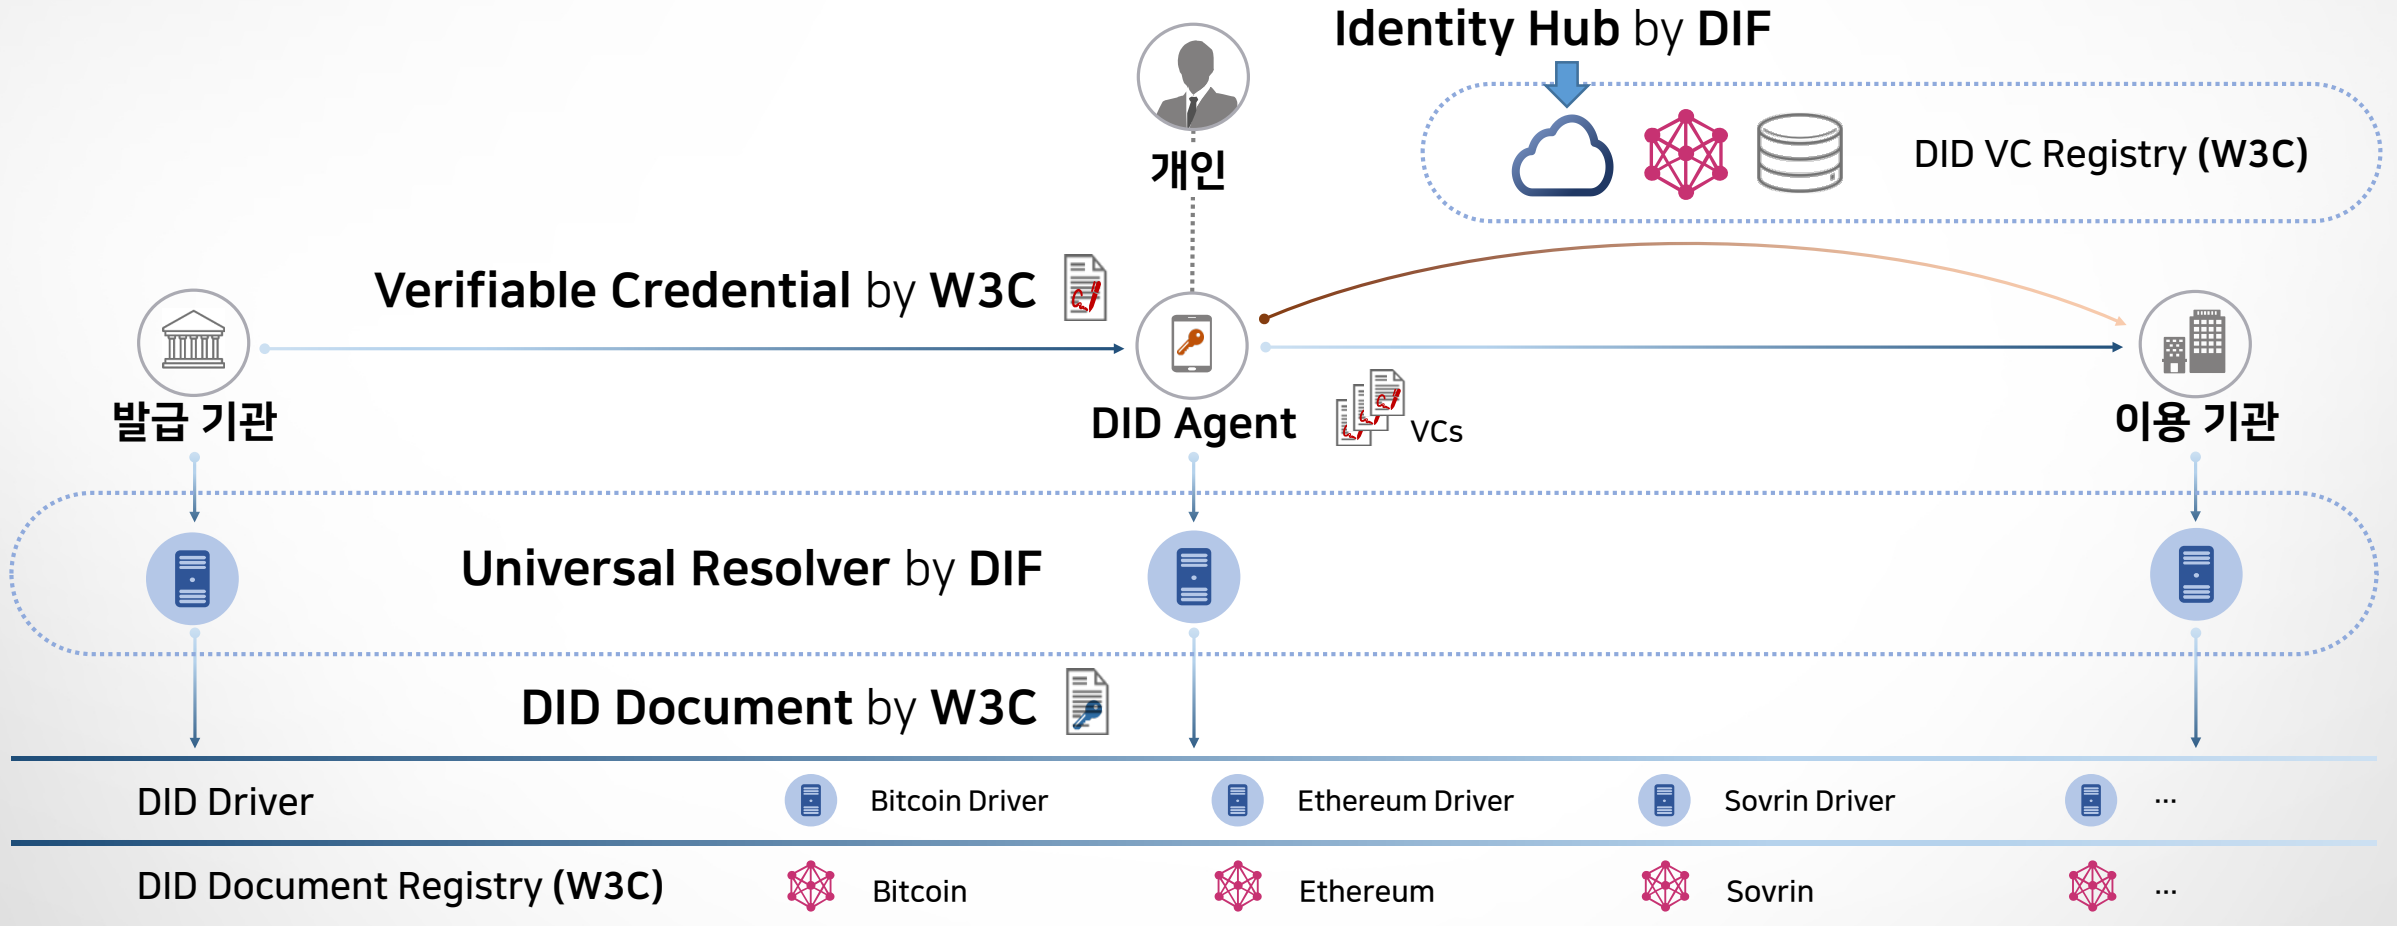 Identity Hub by DIF
개인
DID VC Registry (W3C)
Verifiable Credential by W3C
발급 기관
DID Agent
VCs
이용 기관
Universal Resolver by DIF
DID Document by W3C
DID Driver
Bitcoin Driver
Ethereum Driver
Sovrin Driver
...
DID Document Registry (W3C)
Bitcoin
Ethereum
Sovrin
...